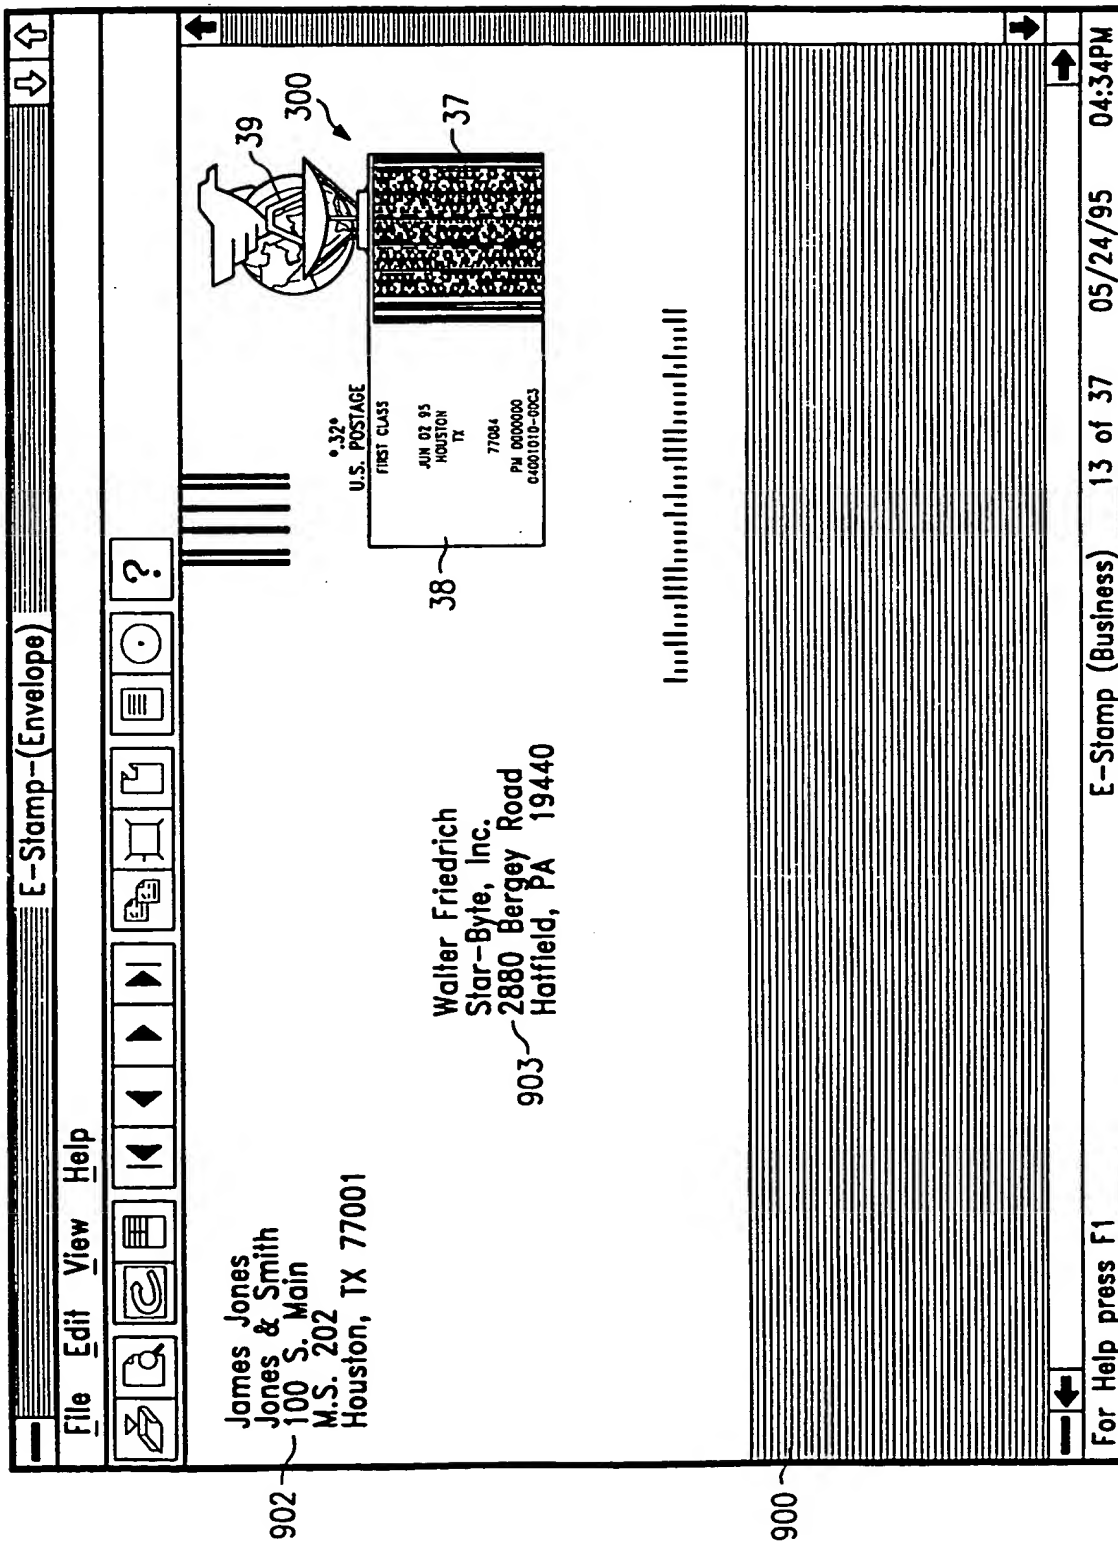 E-Stamp-(Envelope)
File Edit View Help
?
James Jones
Jones & Smith
100 S. Main
M.S. 202
Houston, TX 77001
902
.32
U.S. POSTAGE
FIRST CLASS
JUN 02 95
HOUSTON
TX
77084
PM 0000000
04001010-00C3
38
39
300
37
Walter Friedrich
Star-Byte, Inc.
2880 Bergey Road
Hatfield, PA 19440
903
900
For Help press F1 E-Stamp (Business) 13 of 37 05/24/95 04:34PM